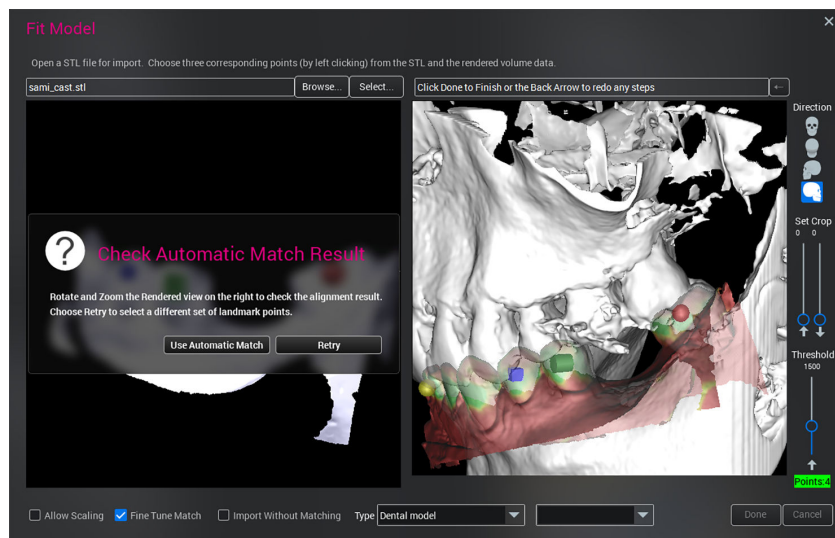 Fit Model
Open a STL file for import. Choose three corresponding points (by left clicking) from the STL and the rendered volume data.
sami_cast.stl
Browse...
Select...
Click Done to Finish or the Back Arrow to redo any steps
Direction
Set Crop
0 0
Check Automatic Match Result
Rotate and Zoom the Rendered view on the right to check the alignment result.
Choose Retry to select a different set of landmark points.
Use Automatic Match
Retry
Threshold
1500
Points:4
Allow Scaling
Fine Tune Match
Import Without Matching
Type
Dental model
Done
Cancel